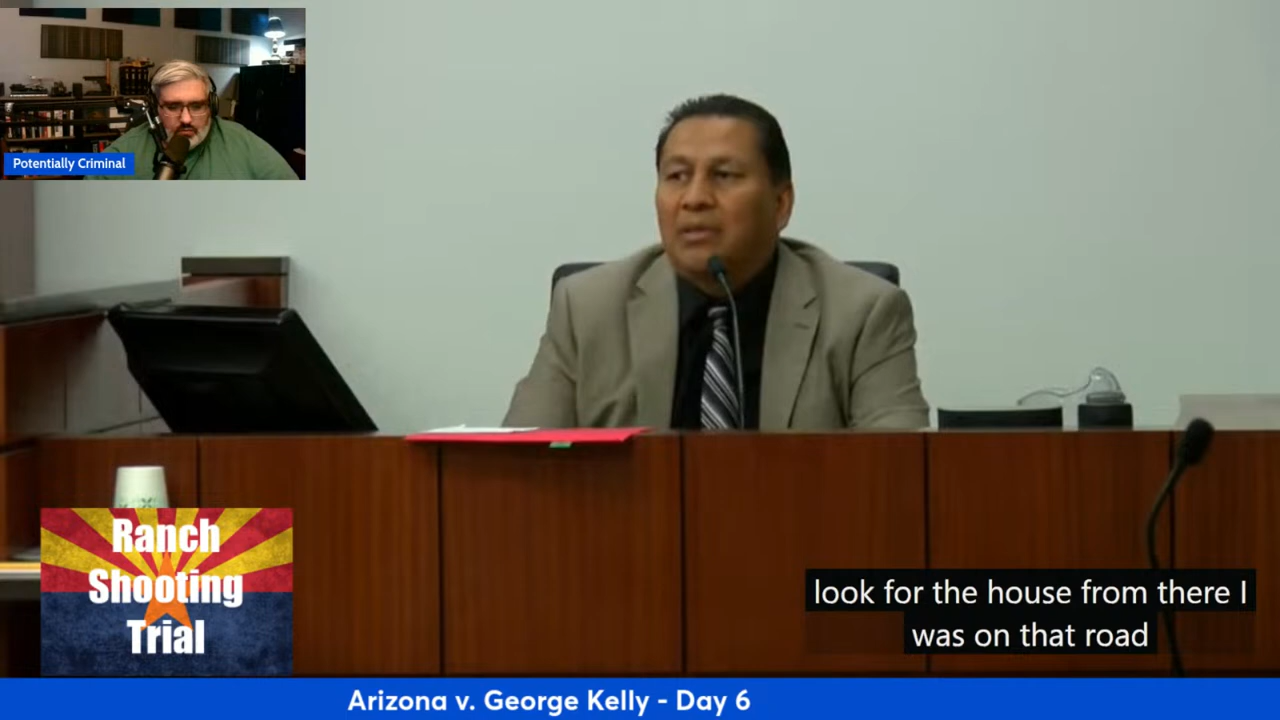 Potentially Criminal
Ranch
Shooting
Trial
look for the house from there I
was on that road
Arizona v. George Kelly - Day 6